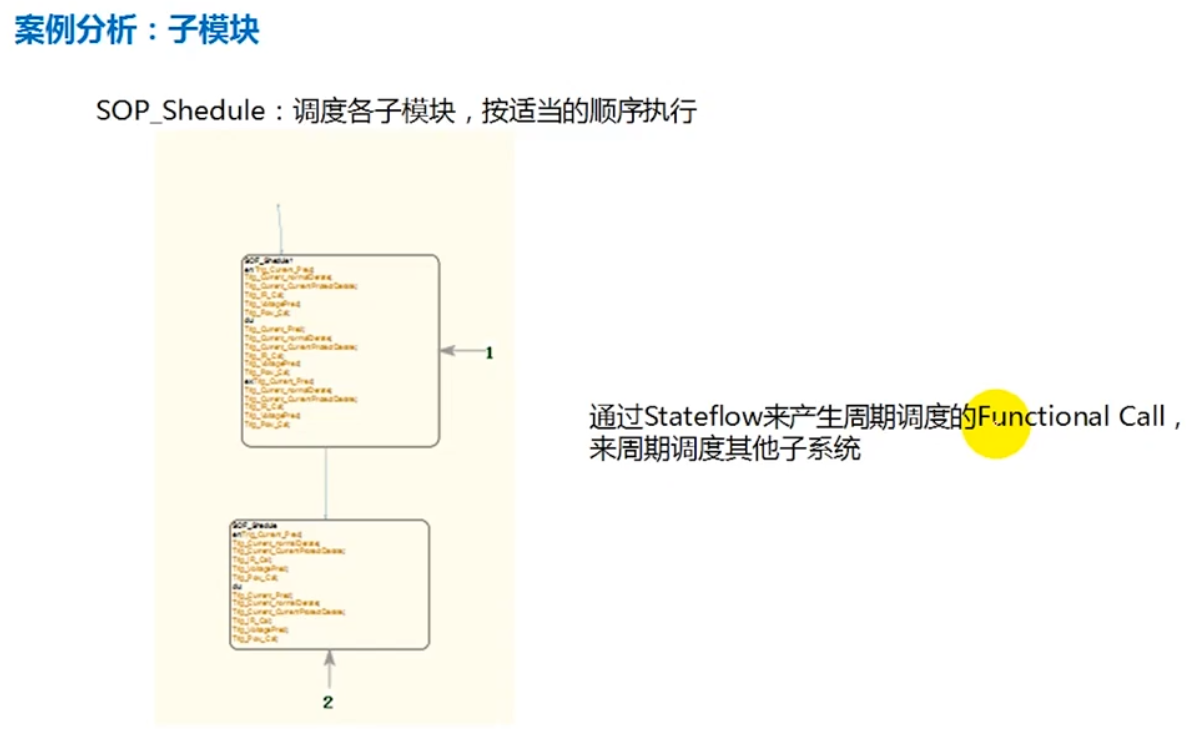 案例分析：子模块
SOP_Shedule：调度各子模块，按适当的顺序执行
SOF_Shedule1
en Trig_Current_Pred;
Trig_Current_normalDerate;
Trig_Current_CurrentProtectDerate;
Trig_IR_Cal;
Trig_VoltagePred;
Trig_Pow_Cal;
du
Trig_Current_Pred;
Trig_Current_normalDerate;
Trig_Current_CurrentProtectDerate;
Trig_IR_Cal;
Trig_VoltagePred;
Trig_Pow_Cal;
ex Trig_Current_Pred;
Trig_Current_normalDerate;
Trig_Current_CurrentProtectDerate;
Trig_IR_Cal;
Trig_VoltagePred;
Trig_Pow_Cal;
1
通过Stateflow来产生周期调度的Functional Call，
来周期调度其他子系统
SOF_Shedule
en Trig_Current_Pred;
Trig_Current_normalDerate;
Trig_Current_CurrentProtectDerate;
Trig_IR_Cal;
Trig_VoltagePred;
Trig_Pow_Cal;
du
Trig_Current_Pred;
Trig_Current_normalDerate;
Trig_Current_CurrentProtectDerate;
Trig_IR_Cal;
Trig_VoltagePred;
Trig_Pow_Cal;
2